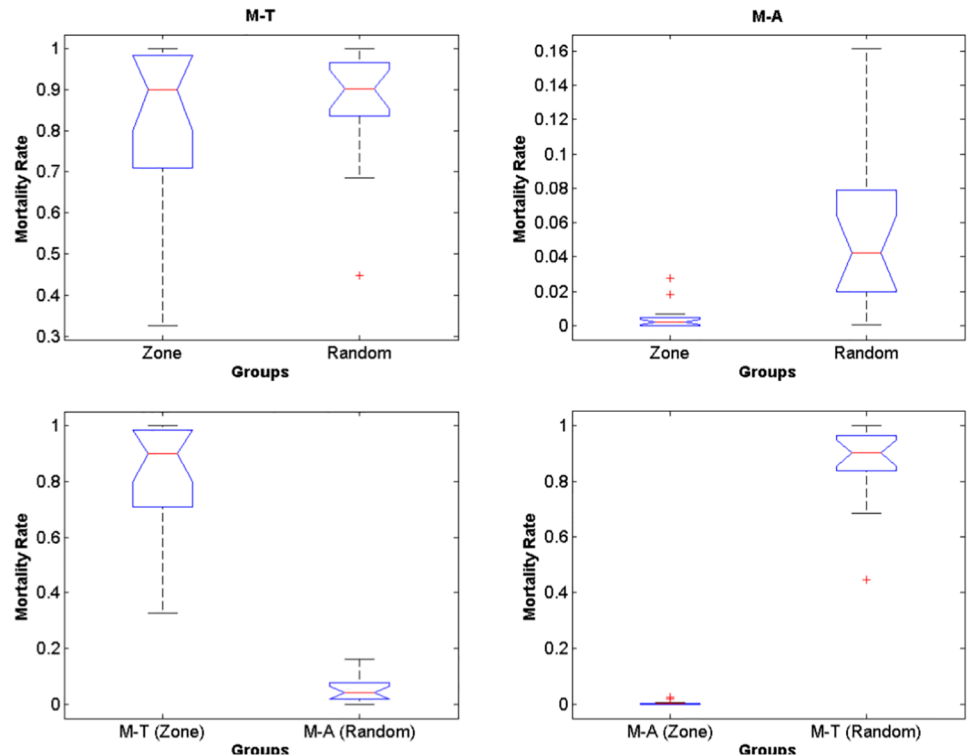 M-T
Mortality Rate
1
0.9
0.8
0.7
0.6
0.5
0.4
0.3
Zone
Random
Groups
M-A
Mortality Rate
0.16
0.14
0.12
0.1
0.08
0.06
0.04
0.02
0
Zone
Random
Groups
Mortality Rate
1
0.8
0.6
0.4
0.2
0
M-T (Zone)
M-A (Random)
Groups
Mortality Rate
1
0.8
0.6
0.4
0.2
0
M-A (Zone)
M-T (Random)
Groups